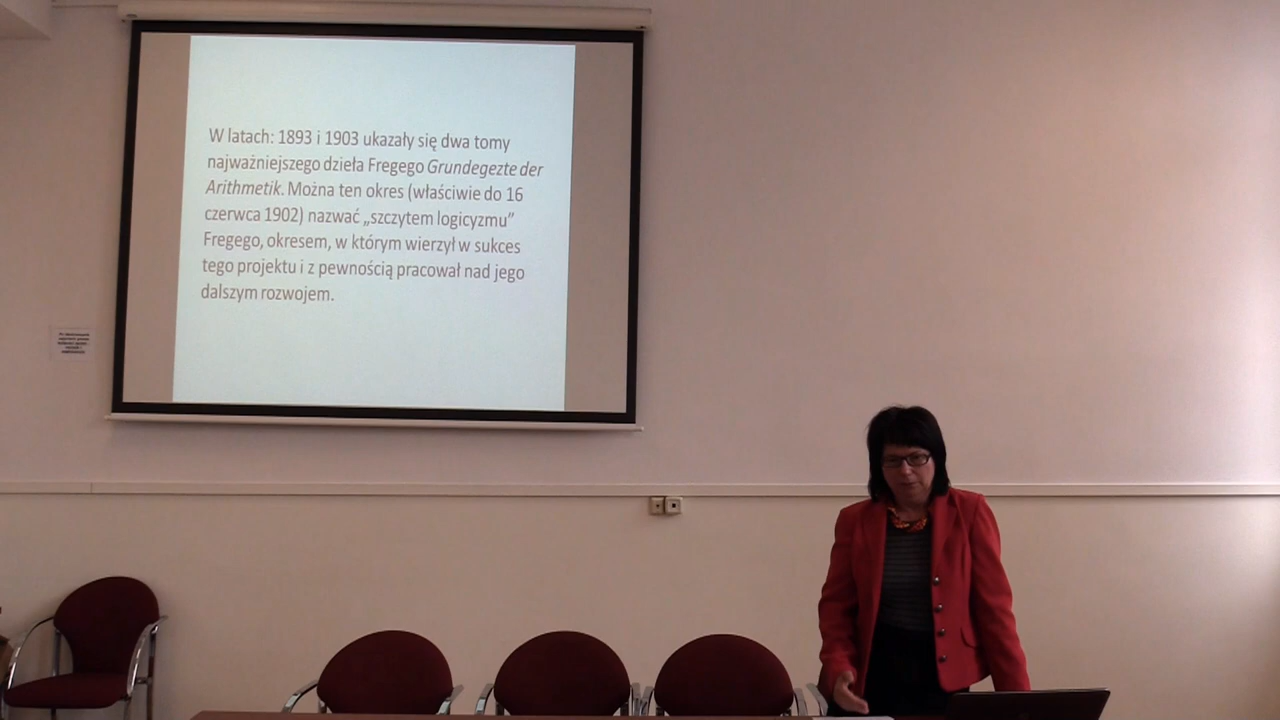 W latach: 1893 i 1903 ukazały się dwa tomy
najważniejszego dzieła Fregego Grundegezte der
Arithmetik. Można ten okres (właściwie do 16
czerwca 1902) nazwać „szczytem logicyzmu”
Fregego, okresem, w którym wierzył w sukces
tego projektu i z pewnością pracował nad jego
dalszym rozwojem.